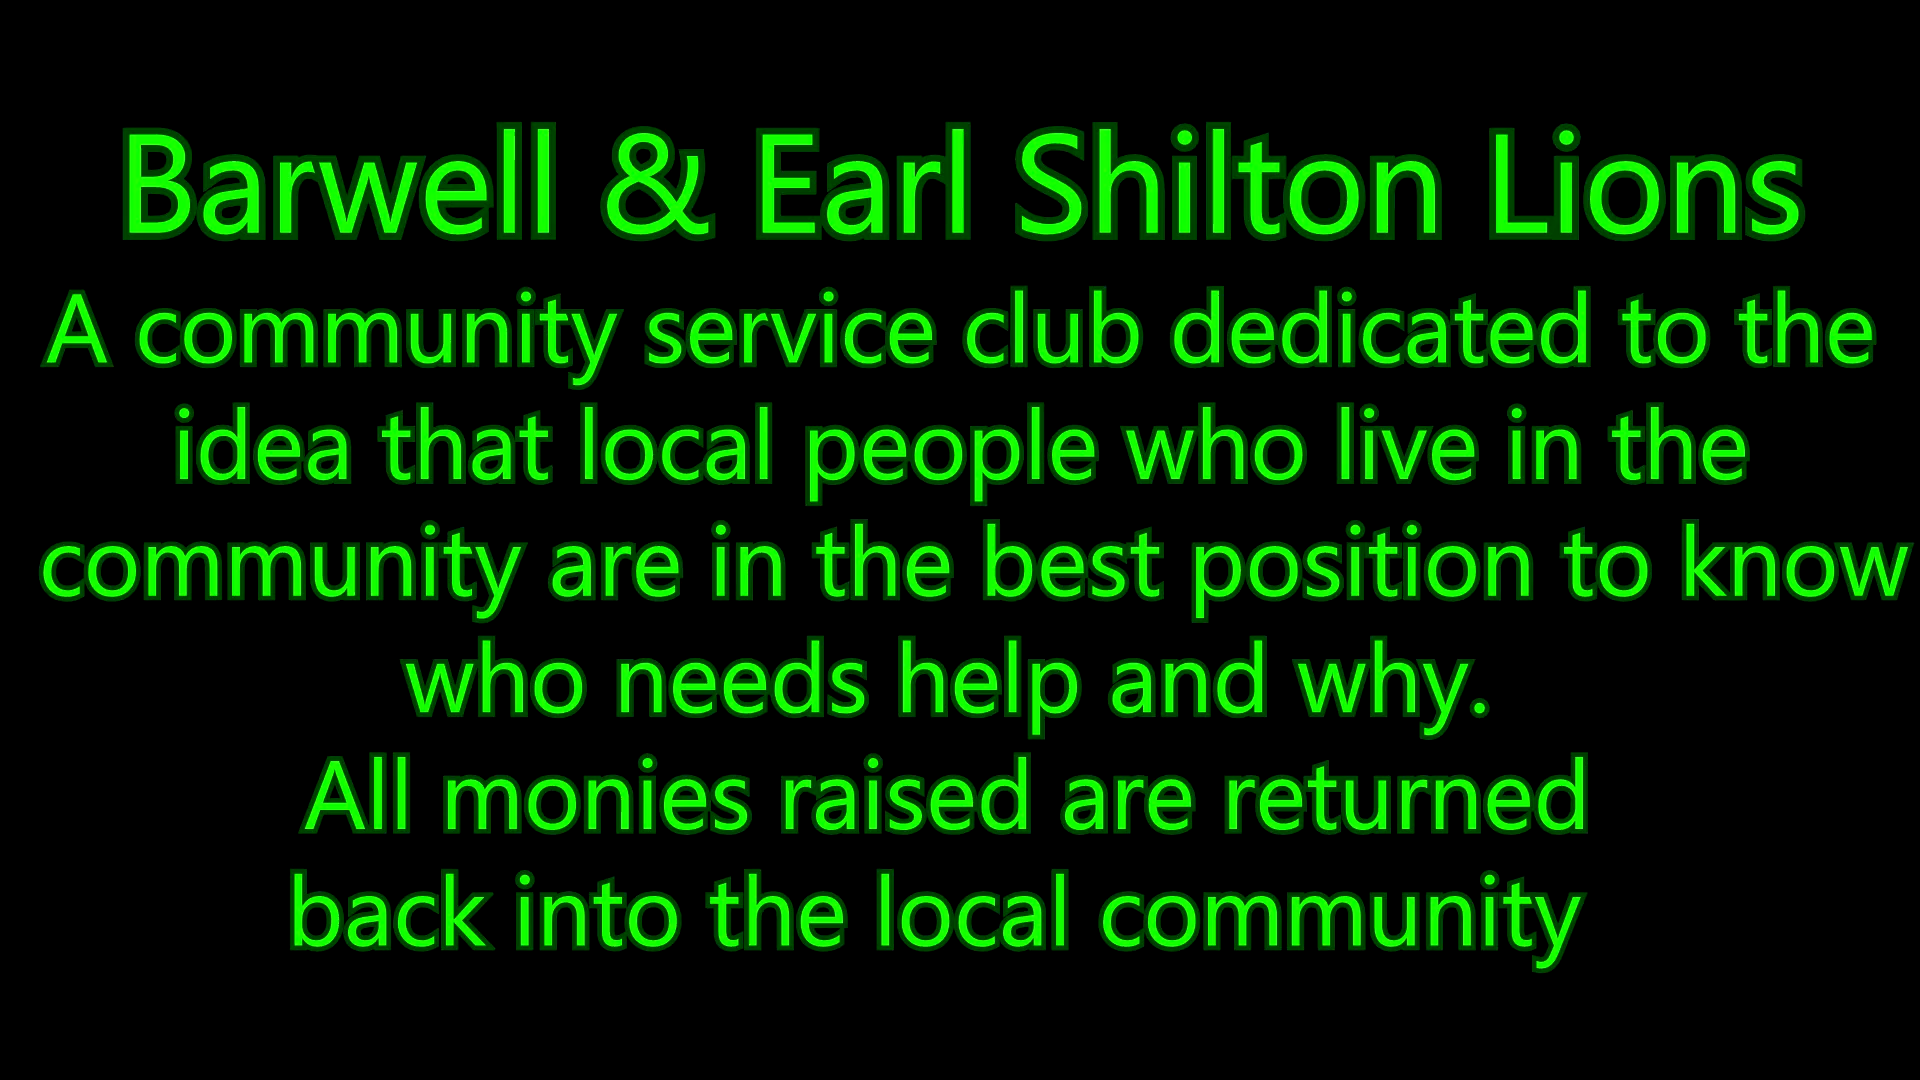 Barwell & Earl Shilton Lions
A community service club dedicated to the
idea that local people who live in the
community are in the best position to know
who needs help and why.
All monies raised are returned
back into the local community